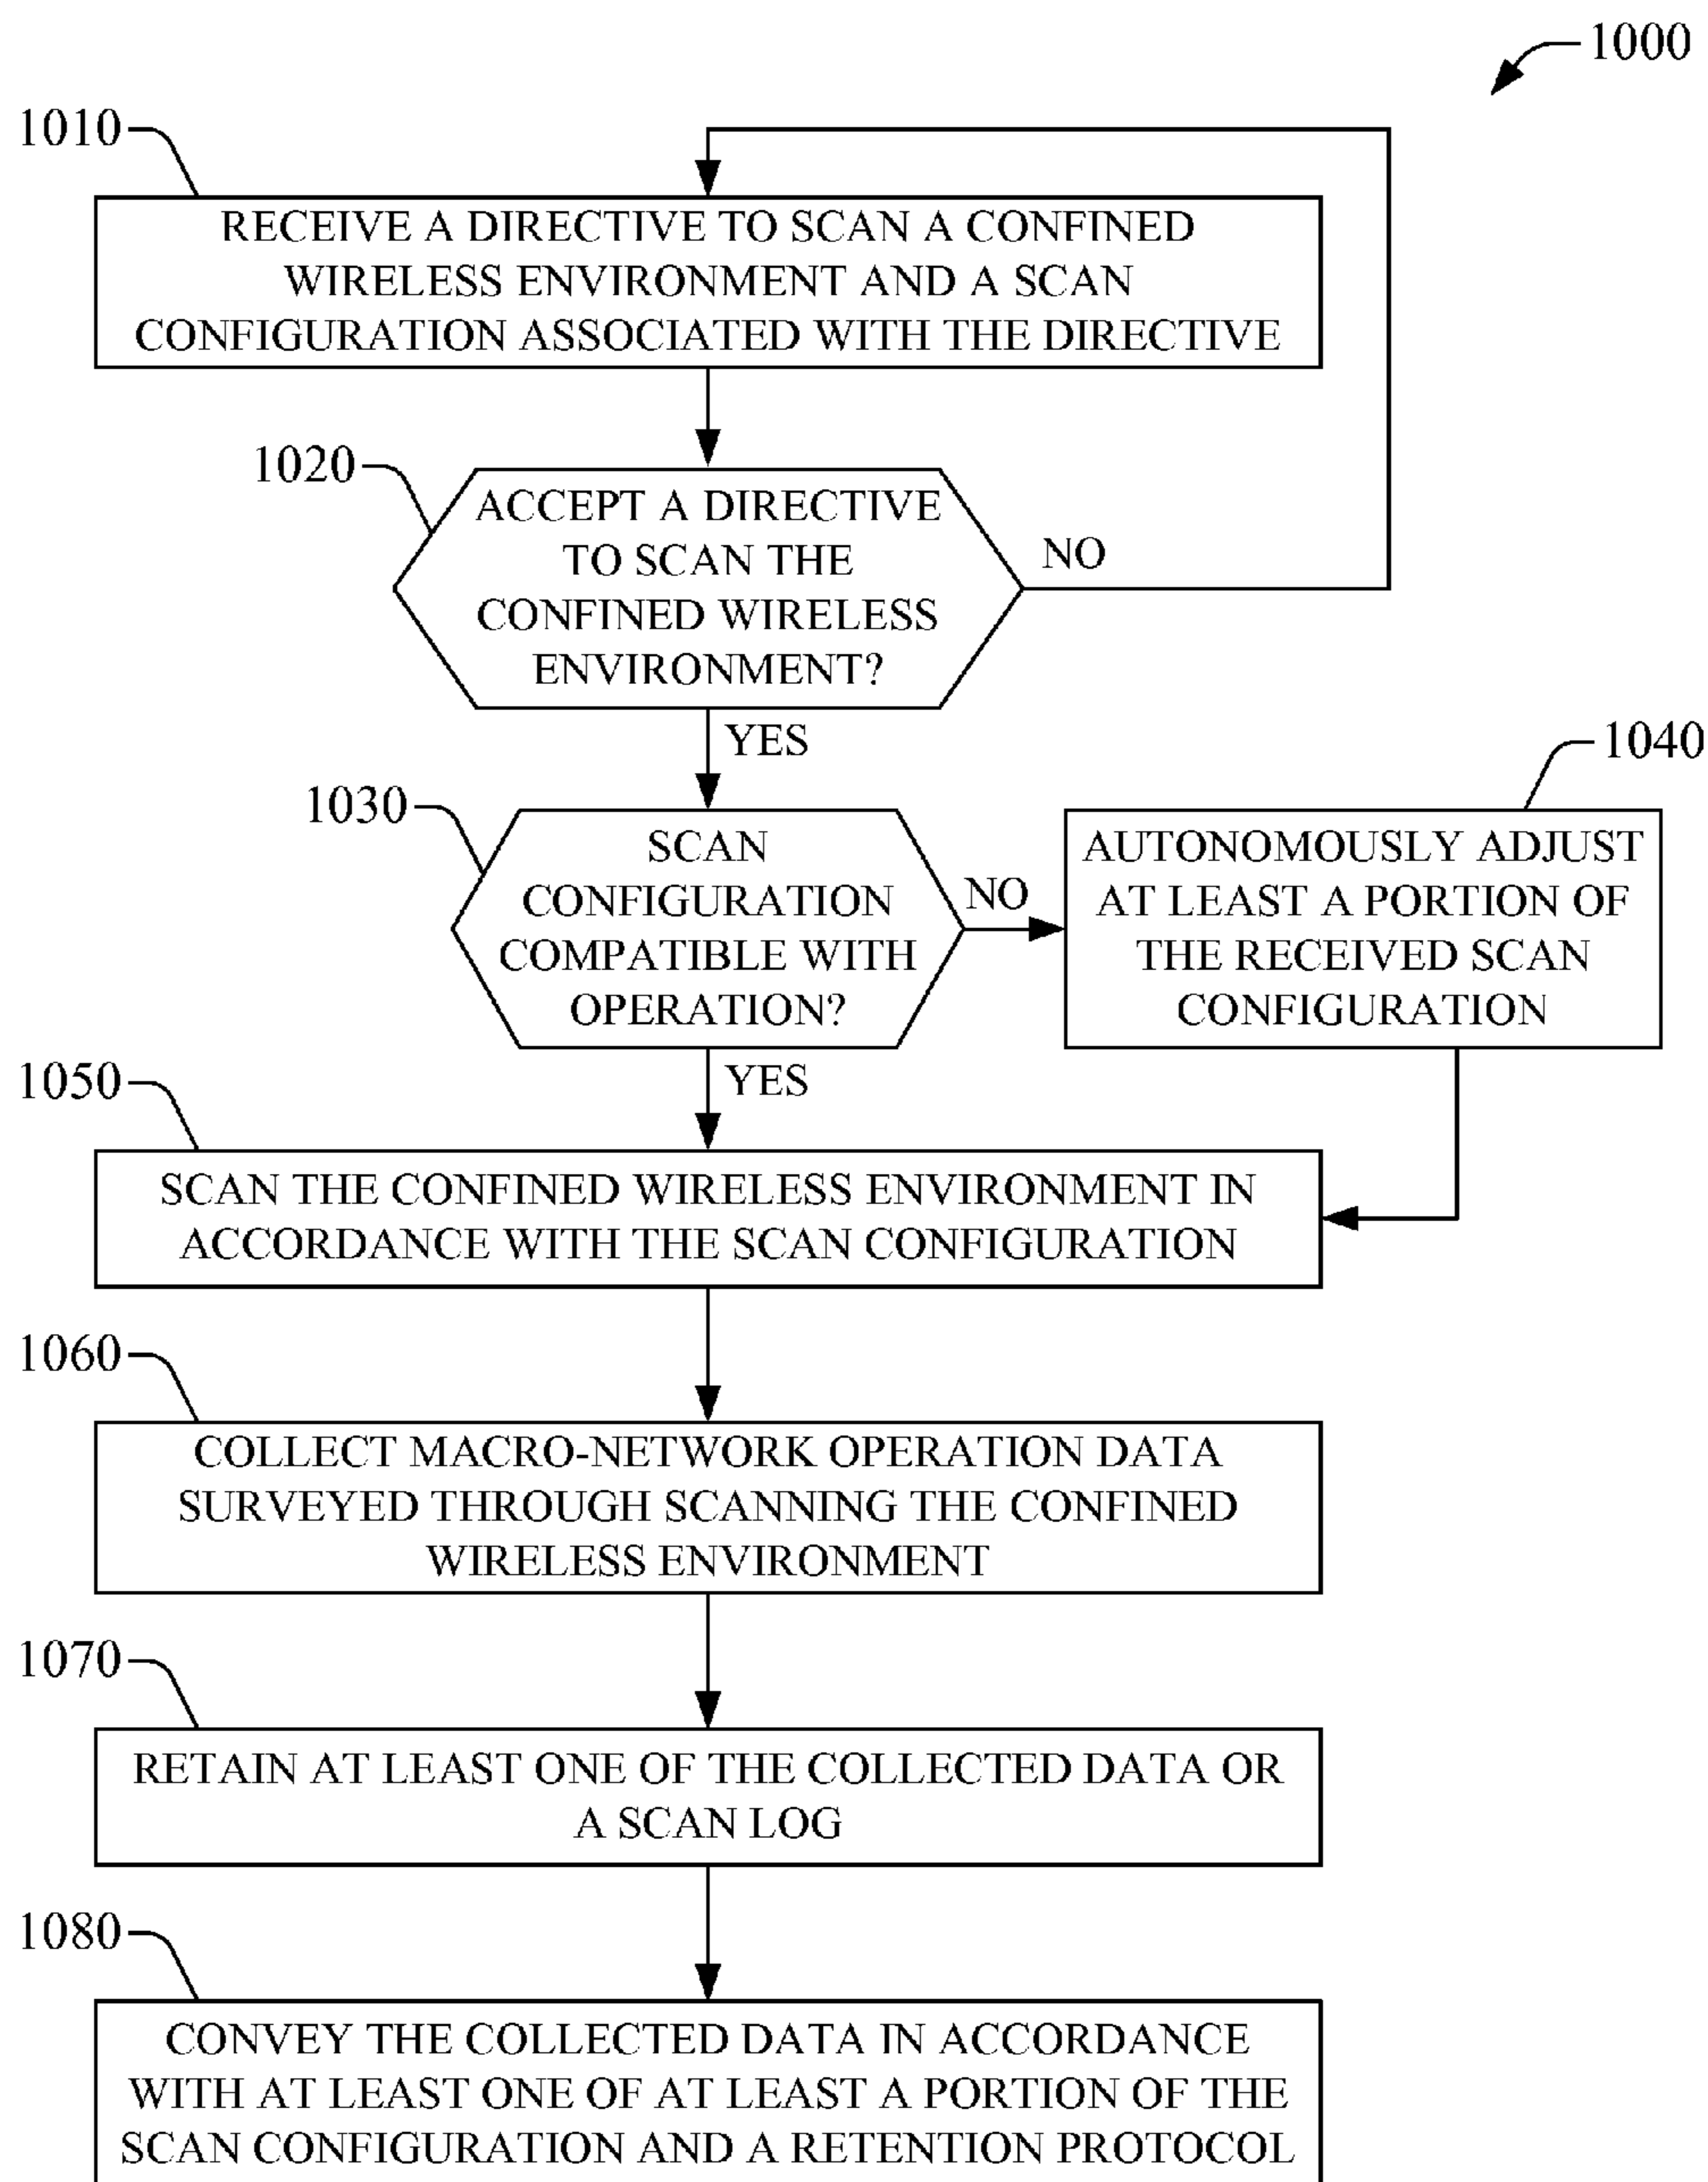 1000
1010
RECEIVE A DIRECTIVE TO SCAN A CONFINED
WIRELESS ENVIRONMENT AND A SCAN
CONFIGURATION ASSOCIATED WITH THE DIRECTIVE
1020
ACCEPT A DIRECTIVE
TO SCAN THE
CONFINED WIRELESS
ENVIRONMENT?
NO
YES
1030
SCAN
CONFIGURATION
COMPATIBLE WITH
OPERATION?
NO
1040
AUTONOMOUSLY ADJUST
AT LEAST A PORTION OF
THE RECEIVED SCAN
CONFIGURATION
YES
1050
SCAN THE CONFINED WIRELESS ENVIRONMENT IN
ACCORDANCE WITH THE SCAN CONFIGURATION
1060
COLLECT MACRO-NETWORK OPERATION DATA
SURVEYED THROUGH SCANNING THE CONFINED
WIRELESS ENVIRONMENT
1070
RETAIN AT LEAST ONE OF THE COLLECTED DATA OR
A SCAN LOG
1080
CONVEY THE COLLECTED DATA IN ACCORDANCE
WITH AT LEAST ONE OF AT LEAST A PORTION OF THE
SCAN CONFIGURATION AND A RETENTION PROTOCOL